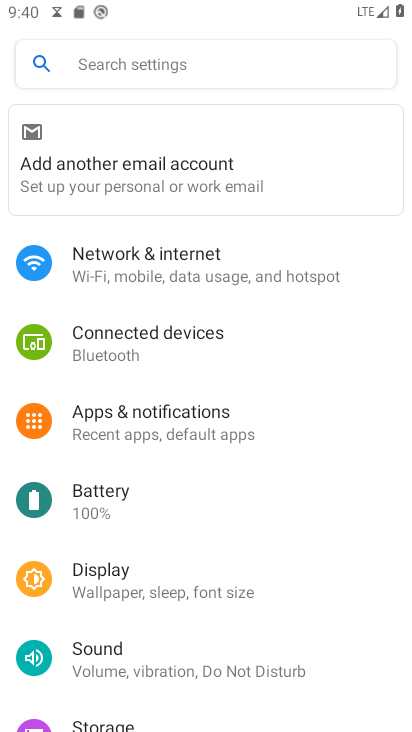 9:40 LTE
Search settings
Add another email account
Set up your personal or work email
Network & internet
Wi-Fi, mobile, data usage, and hotspot
Connected devices
Bluetooth
Apps & notifications
Recent apps, default apps
Battery
100%
Display
Wallpaper, sleep, font size
Sound
Volume, vibration, Do Not Disturb
Storage